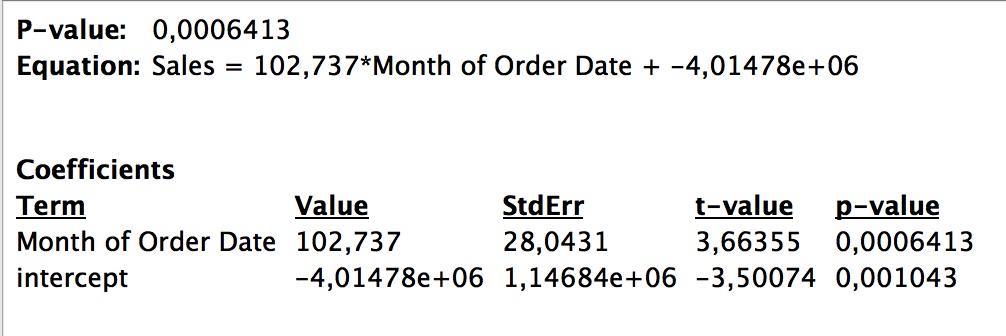 P-value: 0,0006413
Equation: Sales = 102,737*Month of Order Date + -4,01478e+06
Coefficients
Term Value StdErr t-value p-value
Month of Order Date 102,737 28,0431 3,66355 0,0006413
intercept -4,01478e+06 1,14684e+06 -3,50074 0,001043